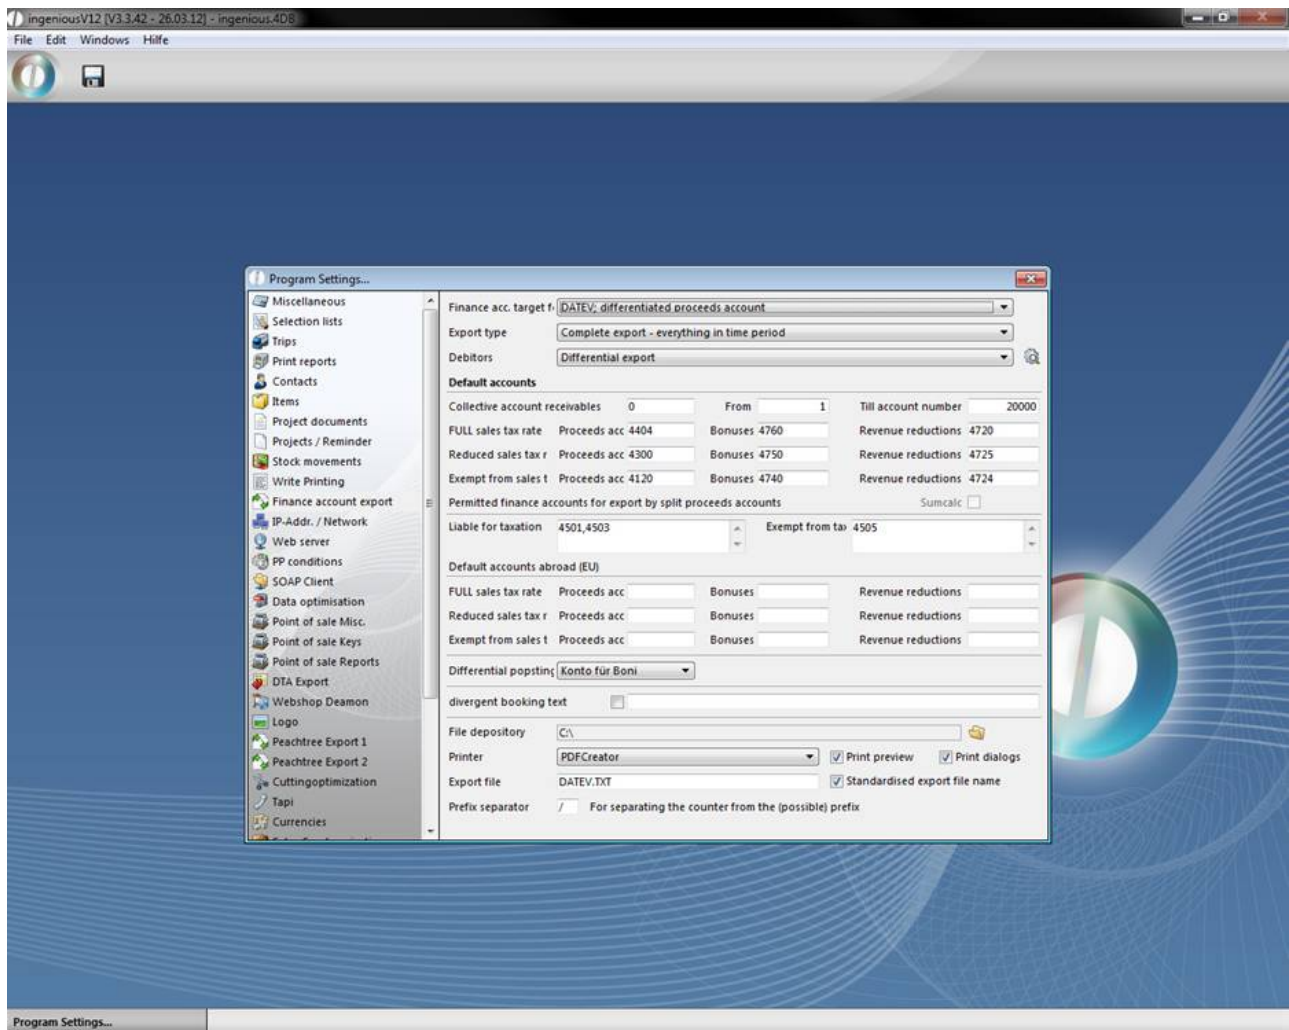 ingeniousV12 [V3.3.42 - 26.03.12] - ingenious.4DB
File Edit Windows Hilfe
Program Settings...
Miscellaneous
Selection lists
Trips
Print reports
Contacts
Items
Project documents
Projects / Reminder
Stock movements
Write Printing
Finance account export
IP-Addr. / Network
Web server
PP conditions
SOAP Client
Data optimisation
Point of sale Misc.
Point of sale Keys
Point of sale Reports
DTA Export
Webshop Deamon
Logo
Peachtree Export 1
Peachtree Export 2
Cuttingoptimization
Tapi
Currencies
Finance acc. target f DATEV; differentiated proceeds account
Export type Complete export - everything in time period
Debitors Differential export
Default accounts
Collective account receivables 0 From 1 Till account number 20000
FULL sales tax rate Proceeds acc 4404 Bonuses 4760 Revenue reductions 4720
Reduced sales tax r Proceeds acc 4300 Bonuses 4750 Revenue reductions 4725
Exempt from sales t Proceeds acc 4120 Bonuses 4740 Revenue reductions 4724
Permitted finance accounts for export by split proceeds accounts Sumcalc
Liable for taxation 4501,4503 Exempt from tax 4505
Default accounts abroad (EU)
FULL sales tax rate Proceeds acc Bonuses Revenue reductions
Reduced sales tax r Proceeds acc Bonuses Revenue reductions
Exempt from sales t Proceeds acc Bonuses Revenue reductions
Differential popsting Konto für Boni
divergent booking text
File depository C:\
Printer PDFCreator Print preview Print dialogs
Export file DATEV.TXT Standardised export file name
Prefix separator / For separating the counter from the (possible) prefix
Program Settings...